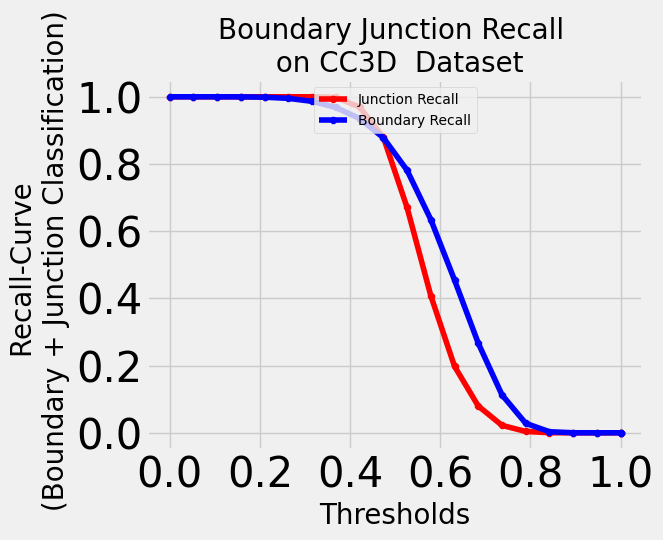 Boundary Junction Recall
on CC3D  Dataset
Junction Recall
Boundary Recall
Recall-Curve
(Boundary + Junction Classification)
1.0
0.8
0.6
0.4
0.2
0.0
0.0 0.2 0.4 0.6 0.8 1.0
Thresholds